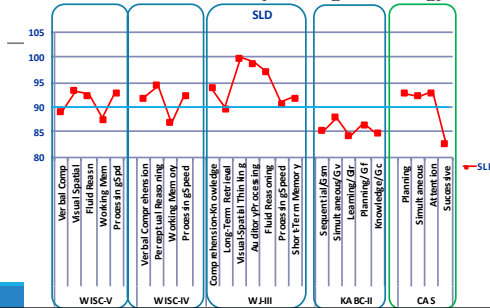 SLD
105
100
95
90
85
80
Verbal Comp
Visual Spatial
Fluid Reasn
Working Mem
Processing Spd
Verbal Comprehension
Perceptual Reasoning
Working Memory
Processing Speed
Comprehension-Knowledge
Long-Term Retrieval
Visual-Spatial Thinking
Auditory Processing
Fluid Reasoning
Processing Speed
Short-Term Memory
Sequential/Gsm
Simultaneous/Gv
Learning/Glr
Planning/Gf
Knowledge/Gc
Planning
Simultaneous
Attention
Successive
SLD
WISC-V
WISC-IV
WJ-III
KABC-II
CAS